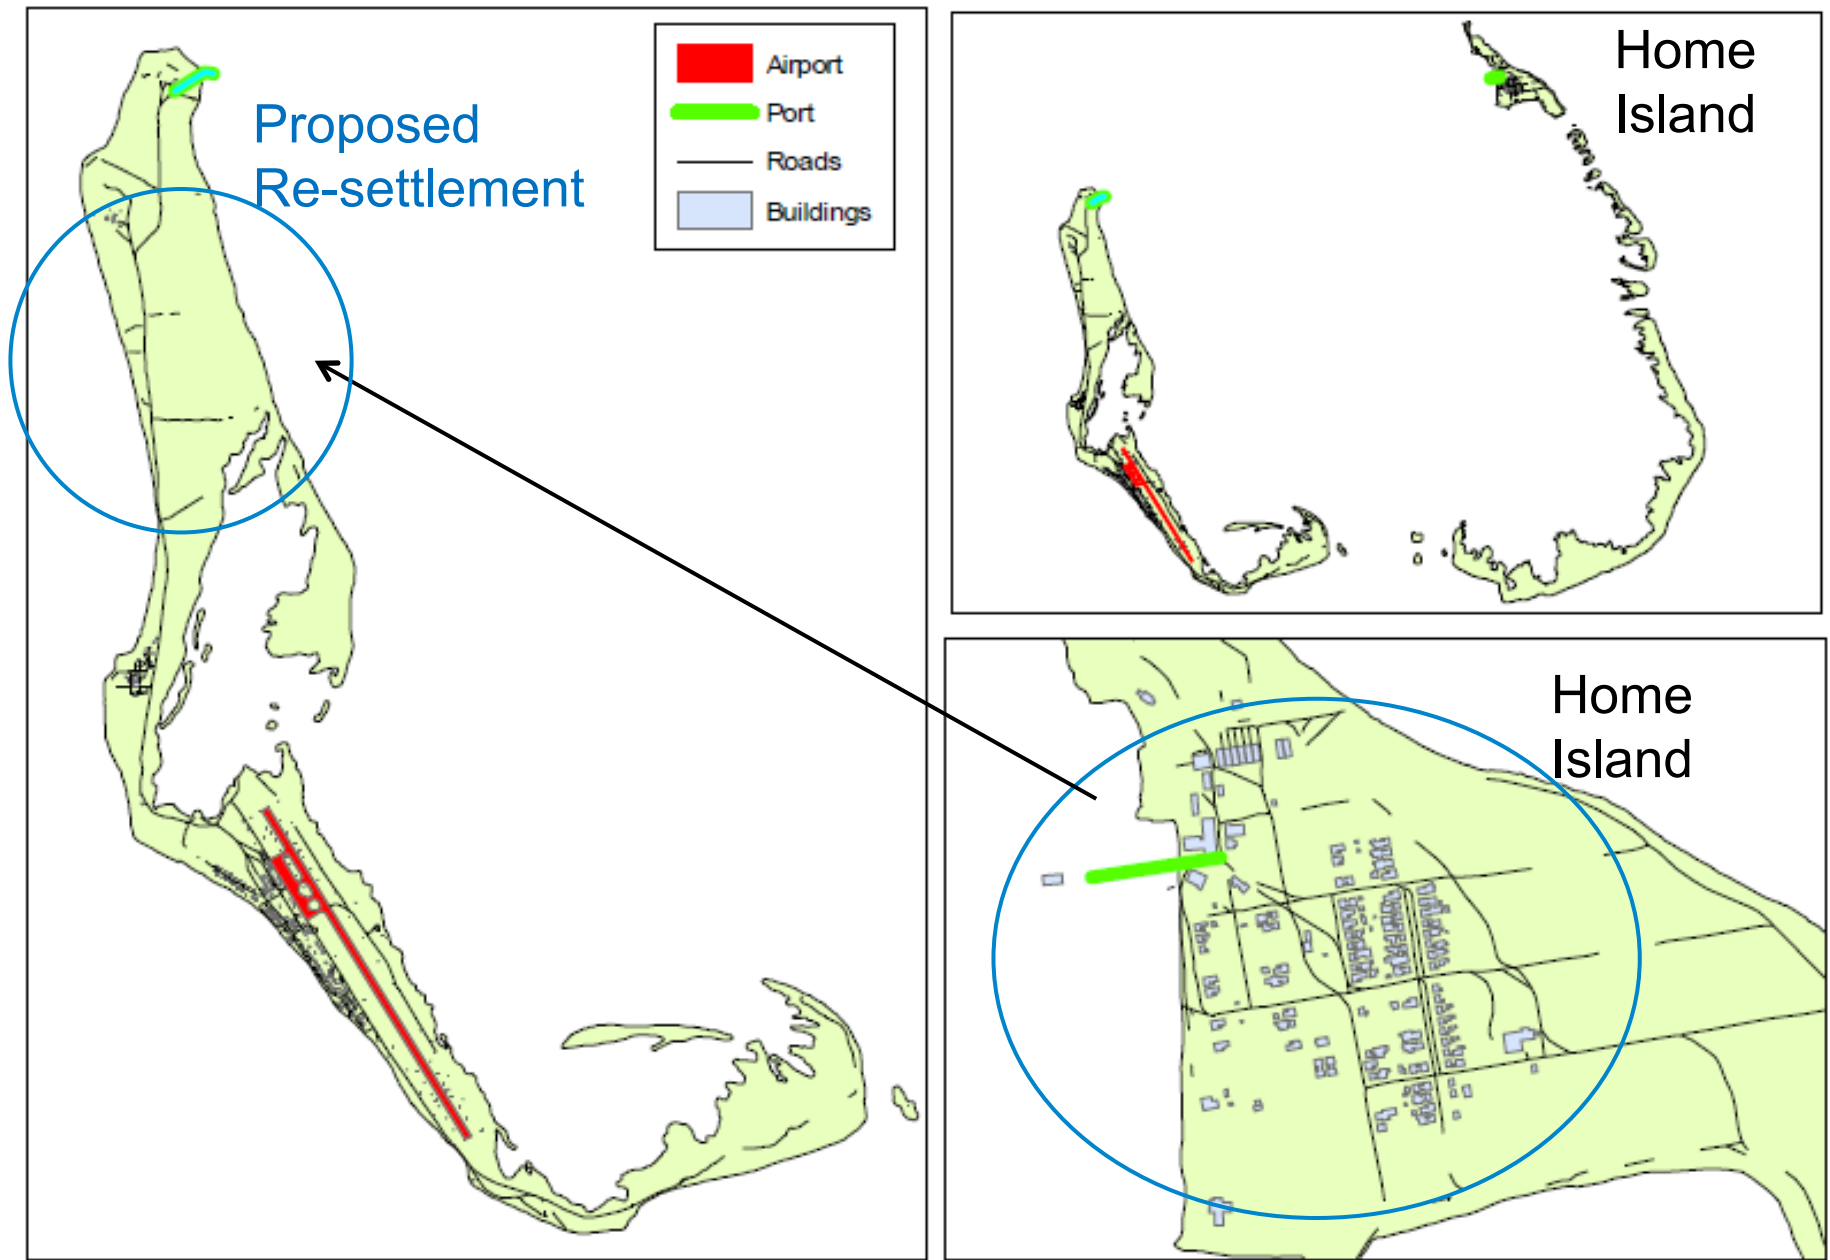 Proposed
Re-settlement
Airport
Port
Roads
Buildings
Home
Island
Home
Island